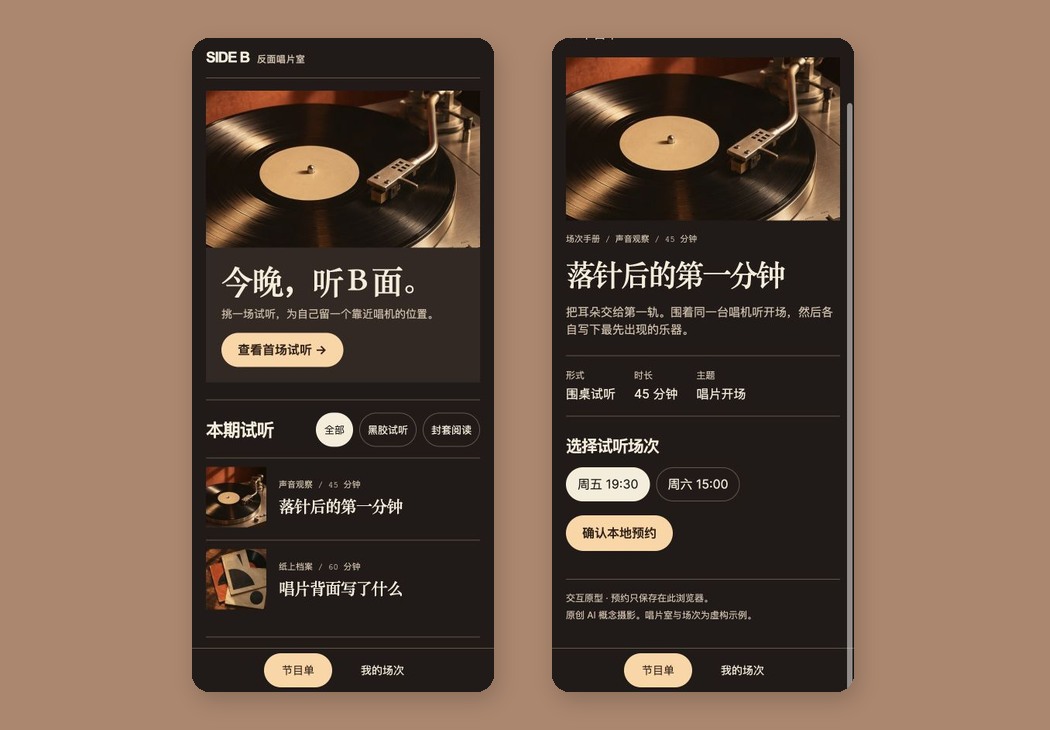 SIDE B 反面唱片室
今晚，听 B 面。
挑一场试听，为自己留一个靠近唱机的位置。
查看首场试听 →
本期试听
全部
黑胶试听
封套阅读
声音观察 / 45 分钟
落针后的第一分钟
纸上档案 / 60 分钟
唱片背面写了什么
节目单
我的场次
场次手册 / 声音观察 / 45 分钟
落针后的第一分钟
把耳朵交给第一轨。围着同一台唱机听开场，然后各
自写下最先出现的乐器。
形式
时长
主题
围桌试听
45 分钟
唱片开场
选择试听场次
周五 19:30
周六 15:00
确认本地预约
交互原型 · 预约只保存在此浏览器。
原创 AI 概念摄影。唱片室与场次为虚构示例。
节目单
我的场次